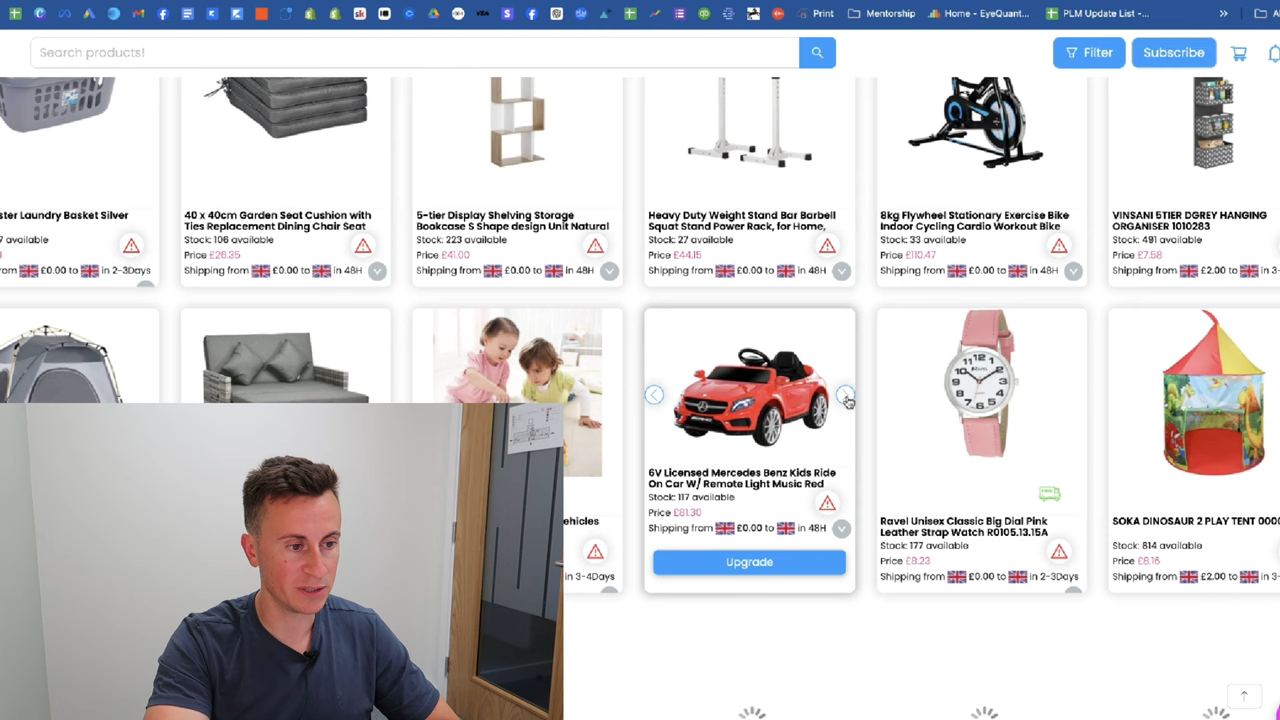 Print
Mentorship
Home - EyeQuant...
PLM Update List -...
»
Search products!
Filter
Subscribe
ster Laundry Basket Silver
7 available
£0.00 to in 2-3Days
40 x 40cm Garden Seat Cushion with
Ties Replacement Dining Chair Seat
Stock: 106 available
Price £26.35
Shipping from £0.00 to in 48H
5-tier Display Shelving Storage
Bookcase S Shape design Unit Natural
Stock: 223 available
Price £41.00
Shipping from £0.00 to in 48H
Heavy Duty Weight Stand Bar Barbell
Squat Stand Power Rack, for Home,
Stock: 27 available
Price £44.15
Shipping from £0.00 to in 48H
8kg Flywheel Stationary Exercise Bike
Indoor Cycling Cardio Workout Bike
Stock: 33 available
Price £110.47
Shipping from £0.00 to in 48H
VINSANI 5TIER DGREY HANGING
ORGANISER 1010283
Stock: 491 available
Price £7.58
Shipping from £2.00 to in 3-
ehicles
in 3-4Days
6V Licensed Mercedes Benz Kids Ride
On Car W/ Remote Light Music Red
Stock: 117 available
Price £81.30
Shipping from £0.00 to in 48H
Upgrade
Ravel Unisex Classic Big Dial Pink
Leather Strap Watch R0105.13.15A
Stock: 177 available
Price £8.23
Shipping from £0.00 to in 2-3Days
SOKA DINOSAUR 2 PLAY TENT 000
Stock: 814 available
Price £8.16
Shipping from £2.00 to in 3-